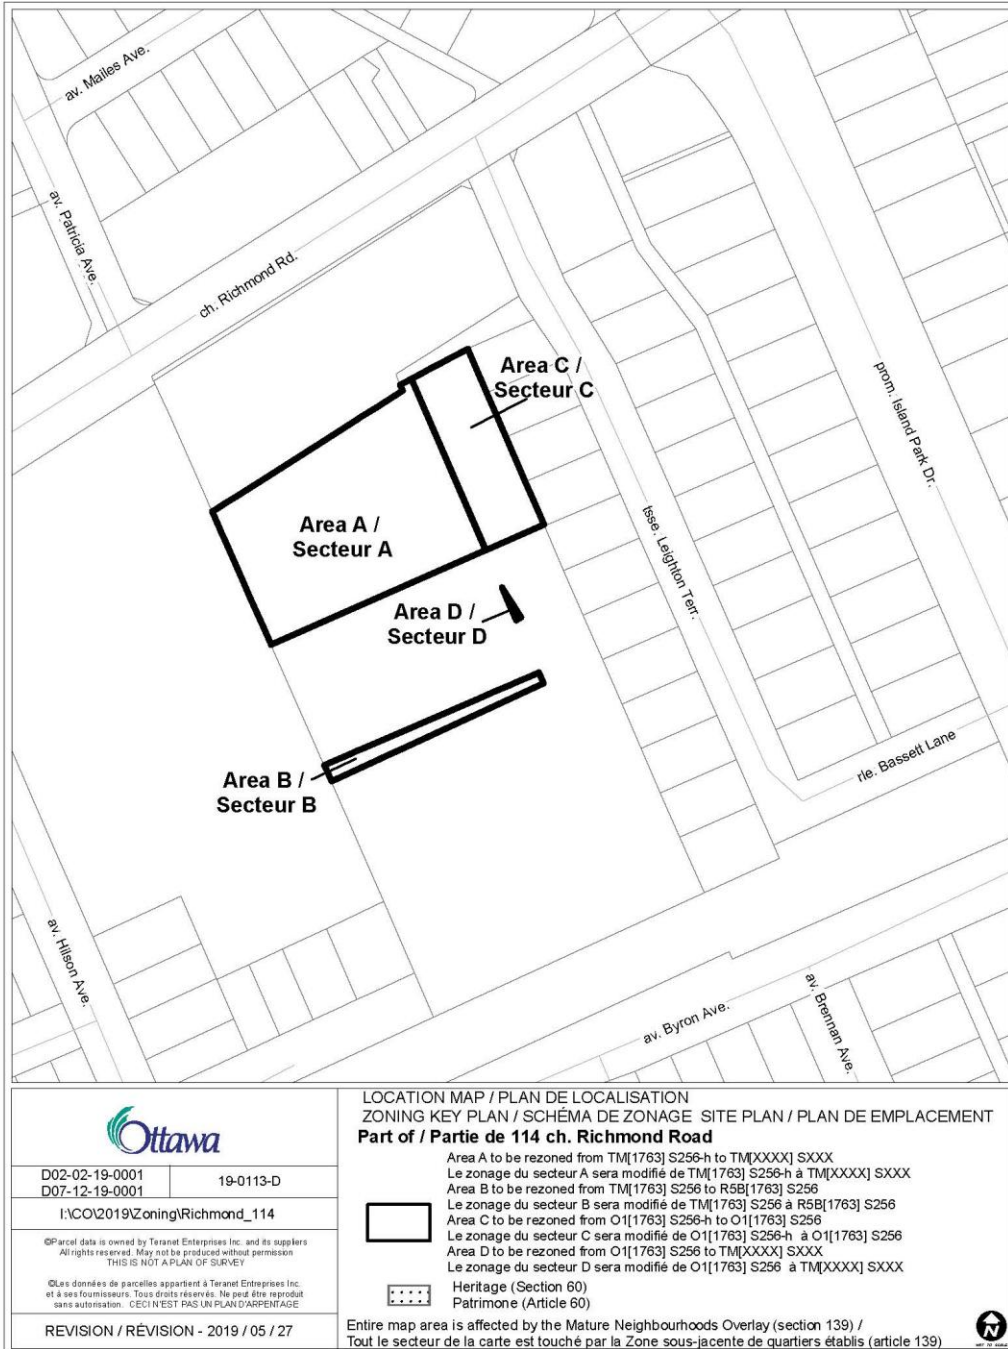 av. Mailes Ave.
av. Patricia Ave.
ch. Richmond Rd.
Area C /
Secteur C
prom. Island Park Dr.
Area A /
Secteur A
tsse. Leighton Terr.
Area D /
Secteur D
rle. Bassett Lane
Area B /
Secteur B
av. Hilson Ave.
av. Byron Ave.
av. Brennan Ave.
Ottawa
D02-02-19-0001
D07-12-19-0001
19-0113-D
I:\CO\2019\Zoning\Richmond_114
©Parcel data is owned by Teranet Enterprises Inc. and its suppliers
All rights reserved. May not be produced without permission
THIS IS NOT A PLAN OF SURVEY
©Les données de parcelles appartient à Teranet Entreprises Inc.
et à ses fournisseurs. Tous droits réservés. Ne peut être reproduit
sans autorisation. CECI N'EST PAS UN PLAN D'ARPENTAGE
REVISION / RÉVISION - 2019 / 05 / 27
LOCATION MAP / PLAN DE LOCALISATION
ZONING KEY PLAN / SCHÉMA DE ZONAGE SITE PLAN / PLAN DE EMPLACEMENT
Part of / Partie de 114 ch. Richmond Road
Area A to be rezoned from TM[1763] S256-h to TM[XXXX] SXXX
Le zonage du secteur A sera modifié de TM[1763] S256-h à TM[XXXX] SXXX
Area B to be rezoned from TM[1763] S256 to R5B[1763] S256
Le zonage du secteur B sera modifié de TM[1763] S256 à R5B[1763] S256
Area C to be rezoned from O1[1763] S256-h to O1[1763] S256
Le zonage du secteur C sera modifié de O1[1763] S256-h à O1[1763] S256
Area D to be rezoned from O1[1763] S256 to TM[XXXX] SXXX
Le zonage du secteur D sera modifié de O1[1763] S256 à TM[XXXX] SXXX
Heritage (Section 60)
Patrimone (Article 60)
Entire map area is affected by the Mature Neighbourhoods Overlay (section 139) /
Tout le secteur de la carte est touché par la Zone sous-jacente de quartiers établis (article 139)
N
NOT TO SCALE